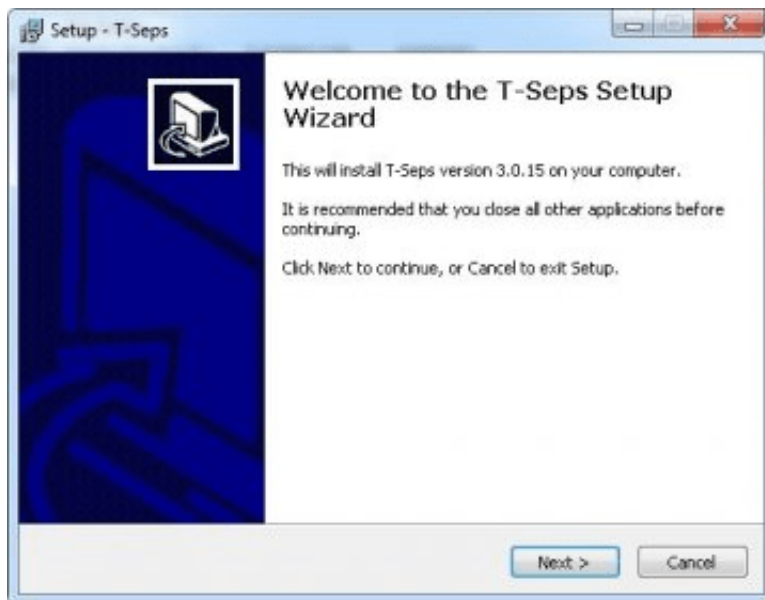 Setup - T-Seps
Welcome to the T-Seps Setup
Wizard
This will install T-Seps version 3.0.15 on your computer.
It is recommended that you close all other applications before
continuing.
Click Next to continue, or Cancel to exit Setup.
Next >
Cancel